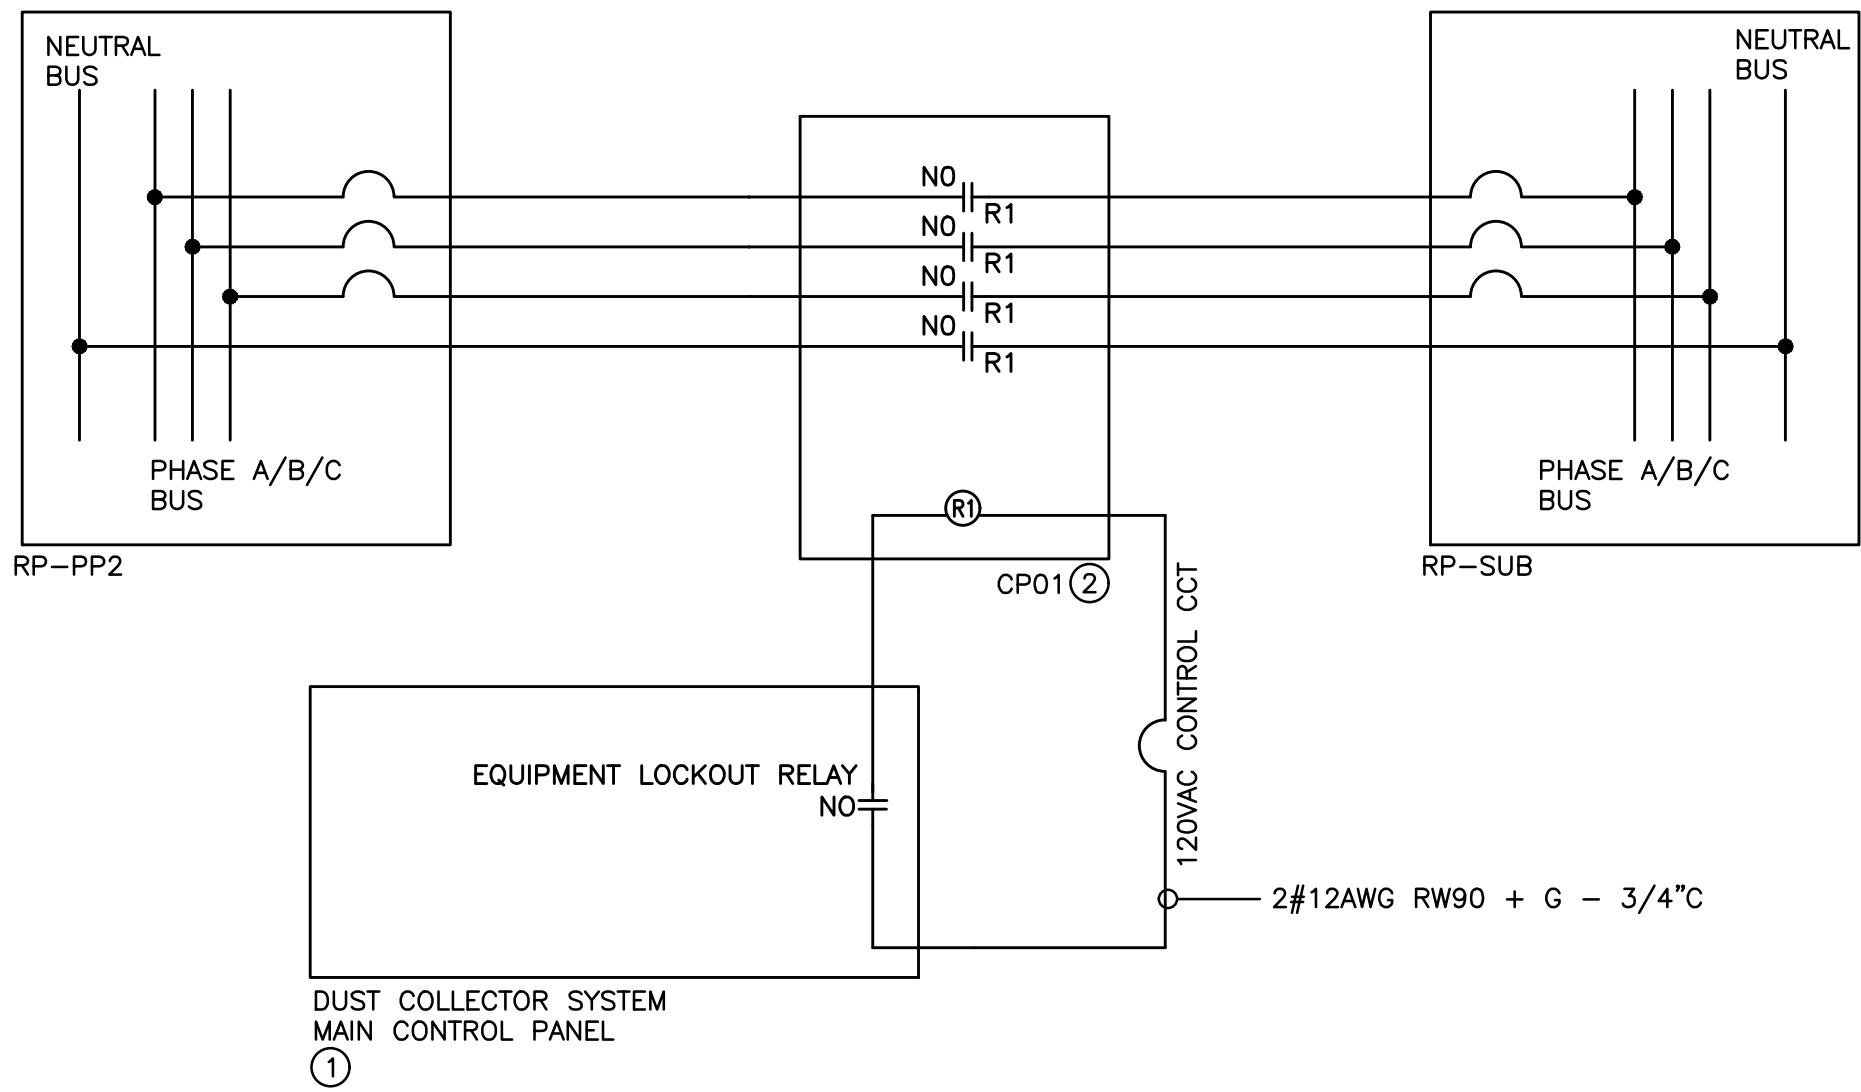 NEUTRAL
BUS
NEUTRAL
BUS
NO
R1
NO
R1
NO
R1
NO
R1
PHASE A/B/C
BUS
PHASE A/B/C
BUS
R1
RP-PP2
CP01 2
RP-SUB
120VAC CONTROL CCT
EQUIPMENT LOCKOUT RELAY
NO
2#12AWG RW90 + G - 3/4"C
DUST COLLECTOR SYSTEM
MAIN CONTROL PANEL
1